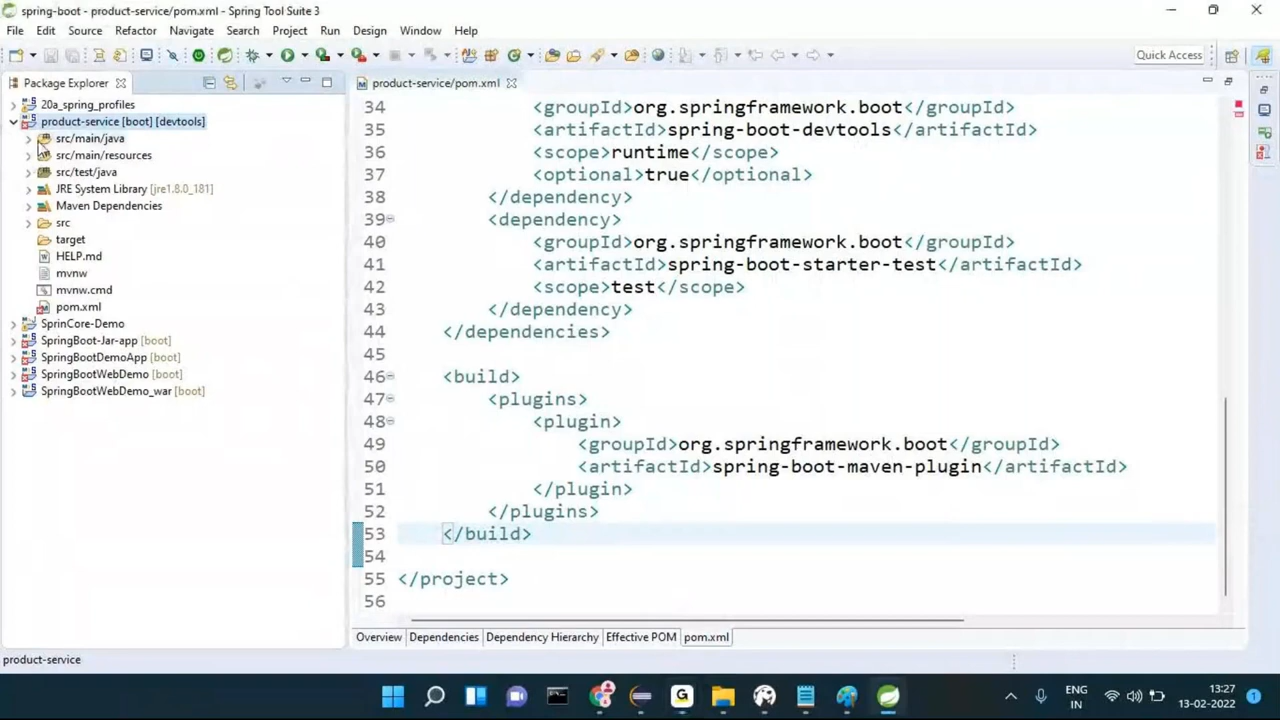 spring-boot - product-service/pom.xml - Spring Tool Suite 3
File Edit Source Refactor Navigate Search Project Run Design Window Help
Quick Access
Package Explorer
product-service/pom.xml
20a_spring_profiles
product-service [boot] [devtools]
src/main/java
src/main/resources
src/test/java
JRE System Library [jre1.8.0_181]
Maven Dependencies
src
target
HELP.md
mvnw
mvnw.cmd
pom.xml
SprinCore-Demo
SpringBoot-Jar-app [boot]
SpringBootDemoApp [boot]
SpringBootWebDemo [boot]
SpringBootWebDemo_war [boot]
34 <groupId>org.springframework.boot</groupId>
35 <artifactId>spring-boot-devtools</artifactId>
36 <scope>runtime</scope>
37 <optional>true</optional>
38 </dependency>
39 <dependency>
40 <groupId>org.springframework.boot</groupId>
41 <artifactId>spring-boot-starter-test</artifactId>
42 <scope>test</scope>
43 </dependency>
44 </dependencies>
45
46 <build>
47 <plugins>
48 <plugin>
49 <groupId>org.springframework.boot</groupId>
50 <artifactId>spring-boot-maven-plugin</artifactId>
51 </plugin>
52 </plugins>
53 </build>
54
55 </project>
56
Overview Dependencies Dependency Hierarchy Effective POM pom.xml
product-service
ENG
IN
13:27
13-02-2022
1